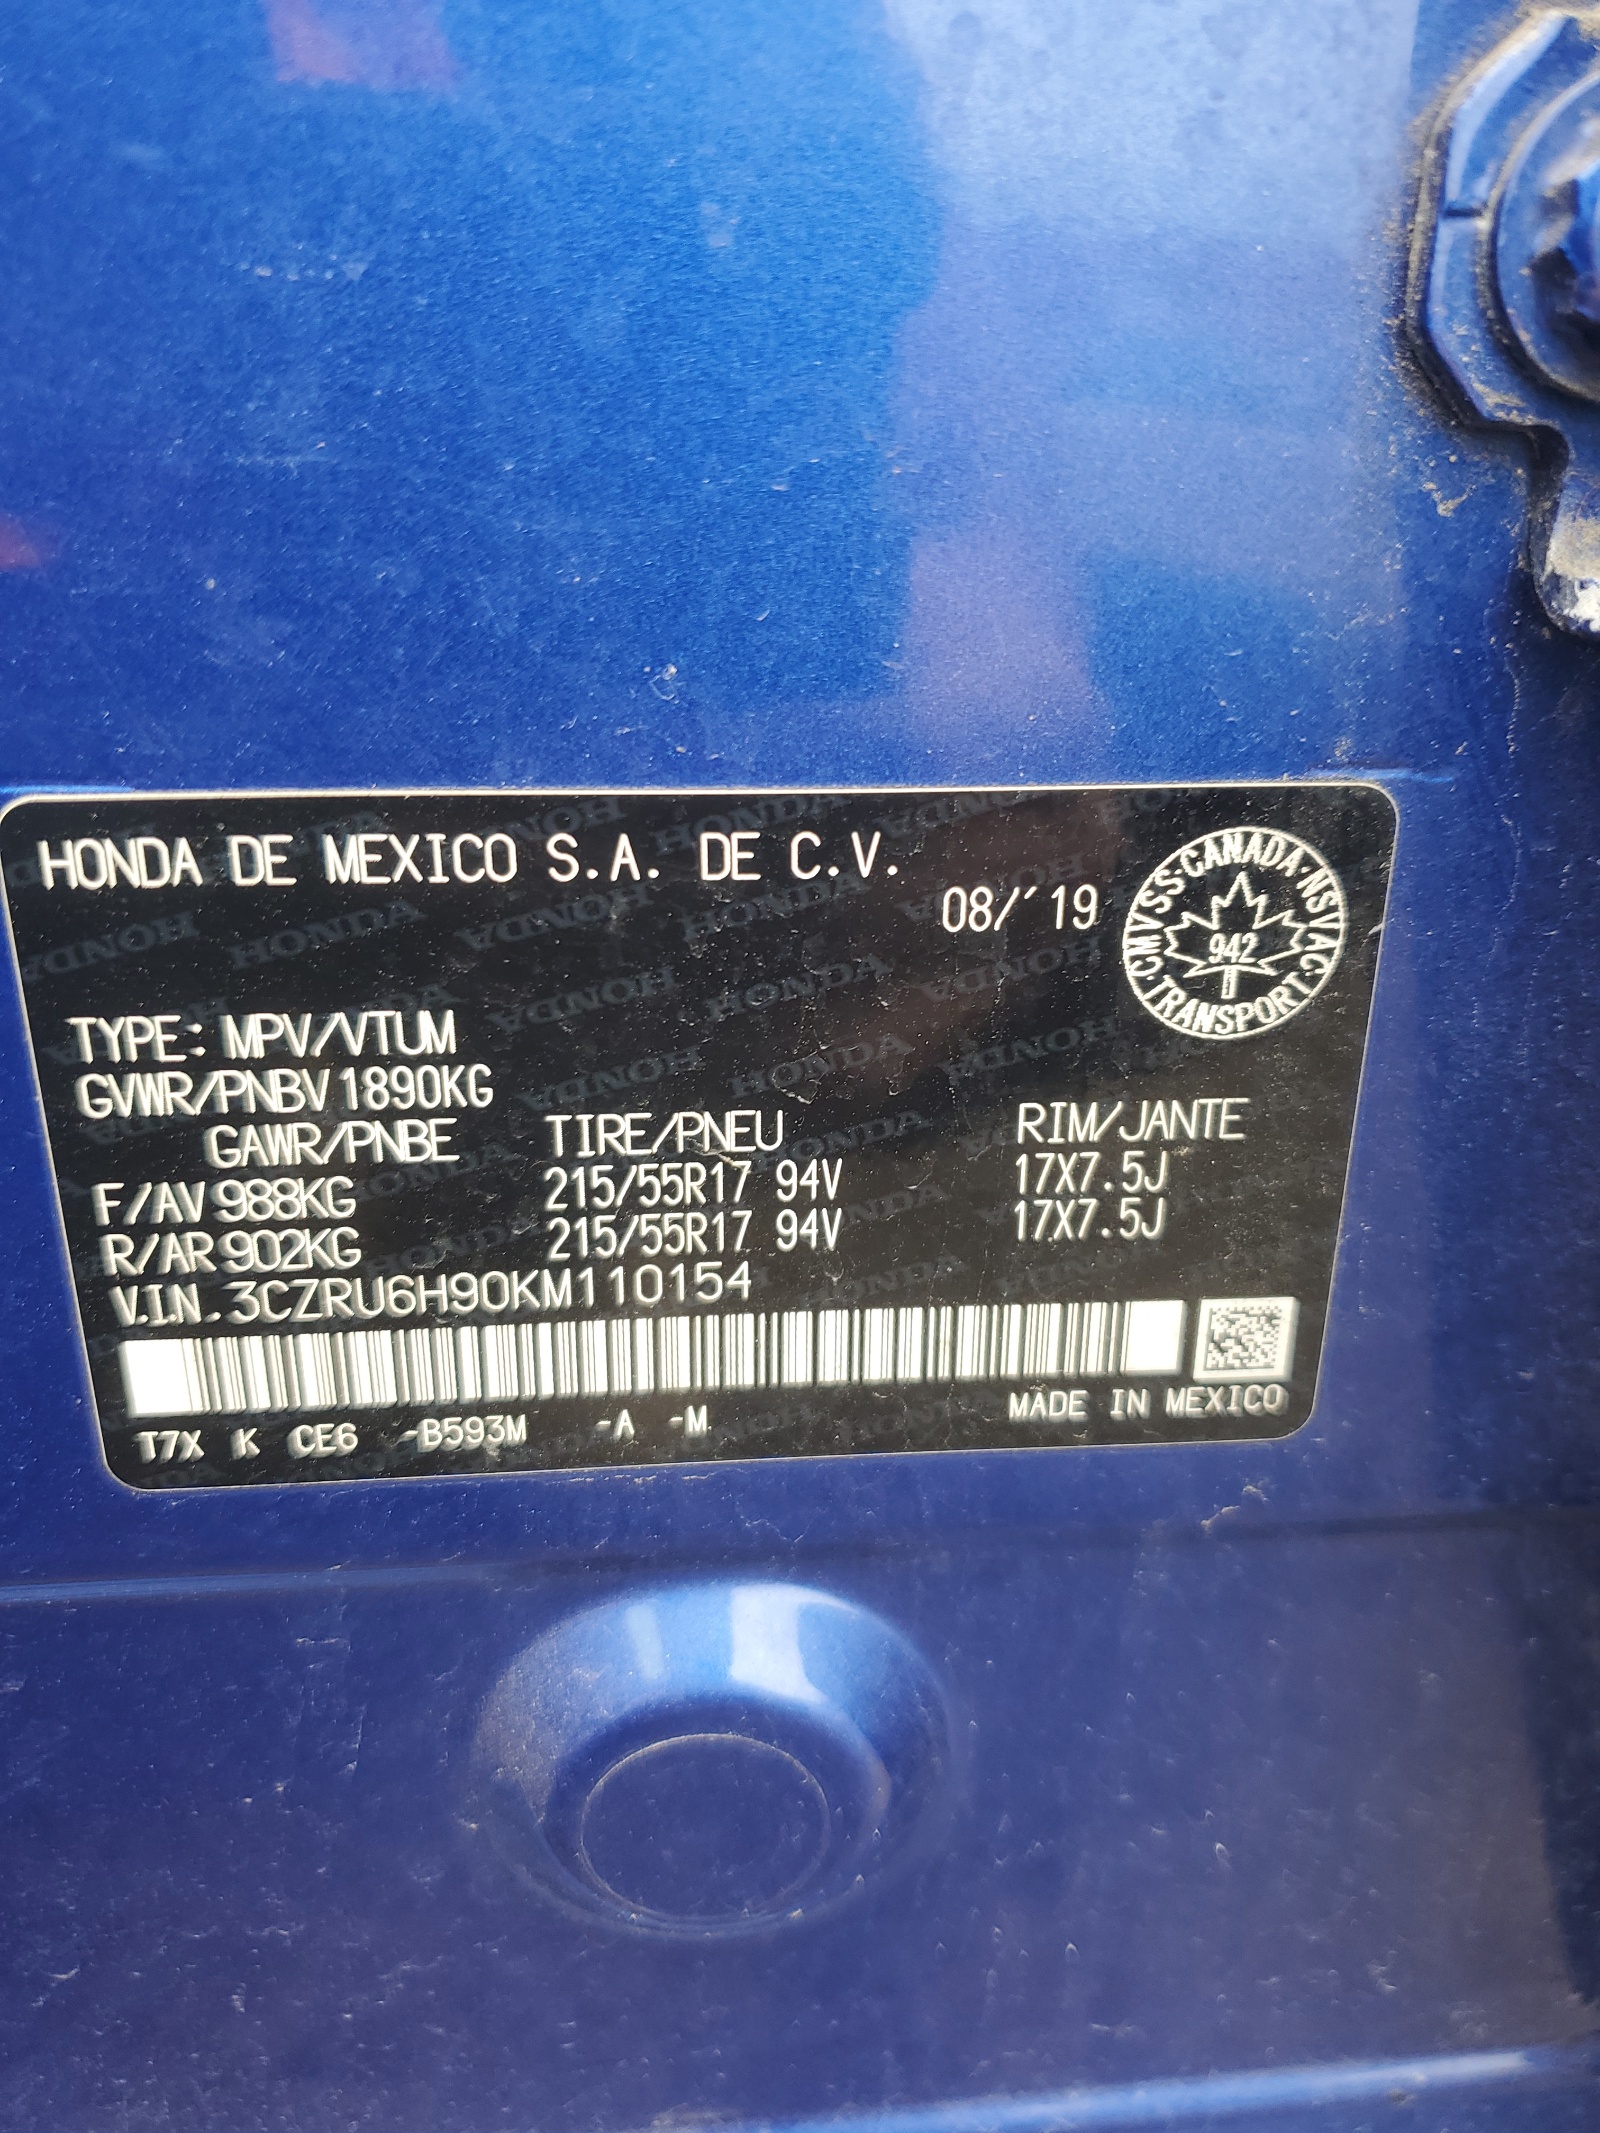 HONDA DE MEXICO S.A. DE C.V.
08/'19
CMVSS·CANADA·NSVAC·TRANSPORT·
942
TYPE: MPV/VTUM
GVWR/PNBV 1890KG
GAWR/PNBE TIRE/PNEU RIM/JANTE
F/AV 988KG 215/55R17 94V 17X7.5J
R/AR 902KG 215/55R17 94V 17X7.5J
V.I.N. 3CZRU6H90KM110154
T7X K CE6 -B593M -A -M
MADE IN MEXICO